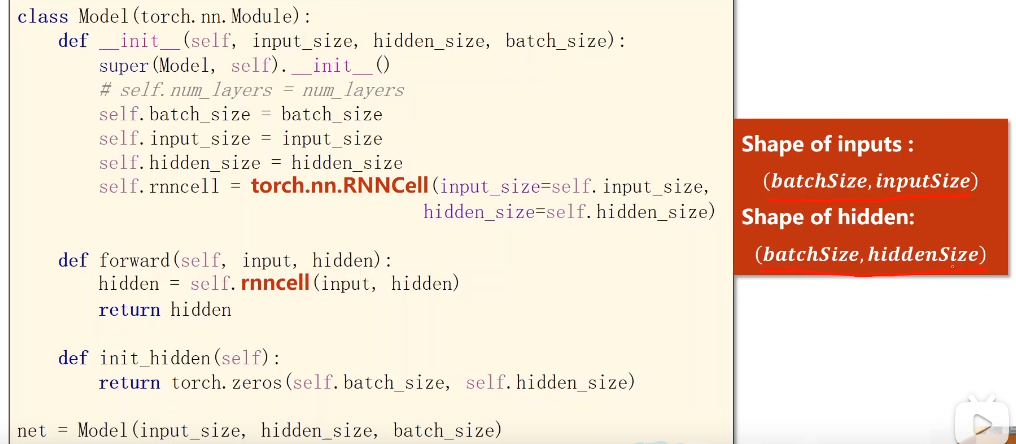 class Model(torch.nn.Module):
def __init__(self, input_size, hidden_size, batch_size):
super(Model, self).__init__()
# self.num_layers = num_layers
self.batch_size = batch_size
self.input_size = input_size
self.hidden_size = hidden_size
self.rnncell = torch.nn.RNNCell(input_size=self.input_size,
hidden_size=self.hidden_size)
def forward(self, input, hidden):
hidden = self.rnncell(input, hidden)
return hidden
def init_hidden(self):
return torch.zeros(self.batch_size, self.hidden_size)
net = Model(input_size, hidden_size, batch_size)
Shape of inputs :
(batchSize, inputSize)
Shape of hidden:
(batchSize, hiddenSize)